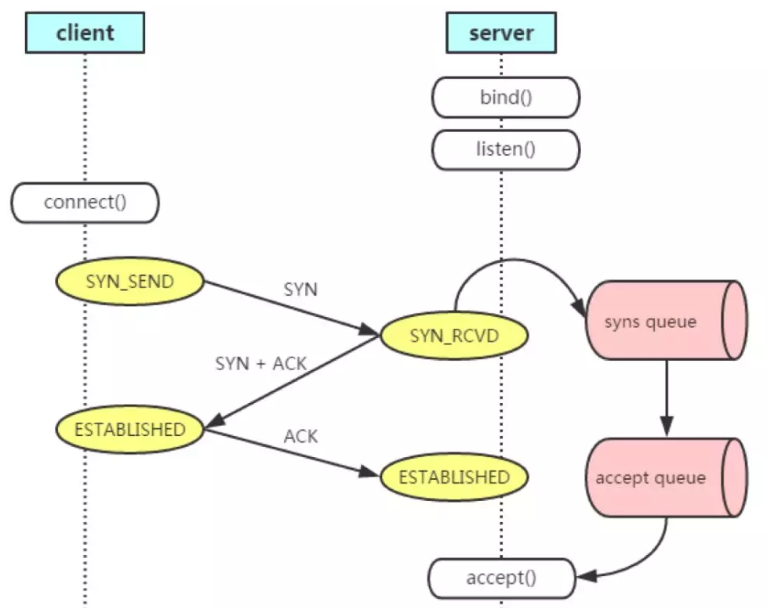 client
server
bind()
listen()
connect()
SYN_SEND
SYN
syns queue
SYN_RCVD
SYN + ACK
ESTABLISHED
ACK
ESTABLISHED
accept queue
accept()